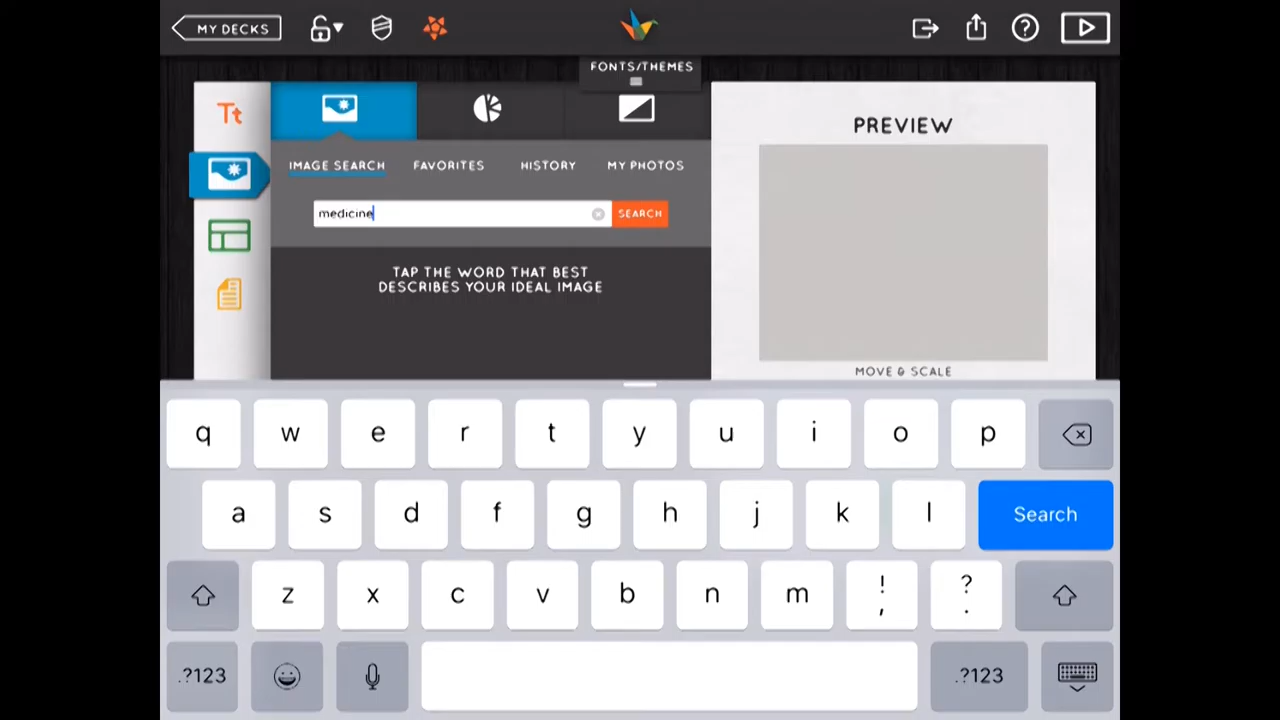 MY DECKS
FONTS/THEMES
Tt
IMAGE SEARCH FAVORITES HISTORY MY PHOTOS
medicine SEARCH
TAP THE WORD THAT BEST
DESCRIBES YOUR IDEAL IMAGE
PREVIEW
MOVE & SCALE
q w e r t y u i o p
a s d f g h j k l Search
z x c v b n m ! , ? .
.?123 .?123